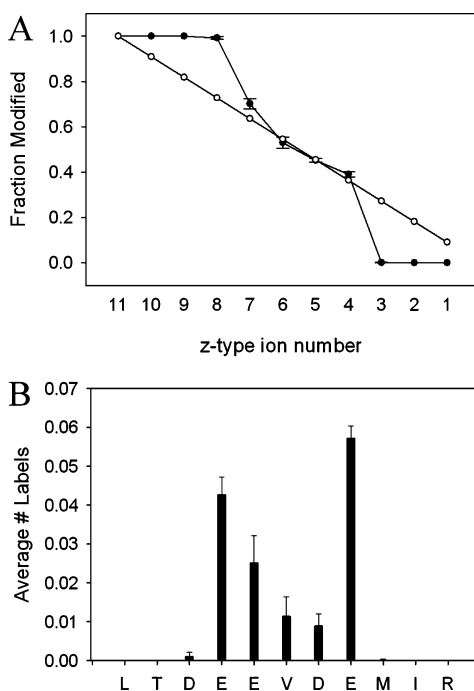 A
1.0
0.8
0.6
0.4
0.2
0.0
Fraction Modified
11 10 9 8 7 6 5 4 3 2 1
z-type ion number
B
0.07
0.06
0.05
0.04
0.03
0.02
0.01
0.00
Average # Labels
L T D E E V D E M I R